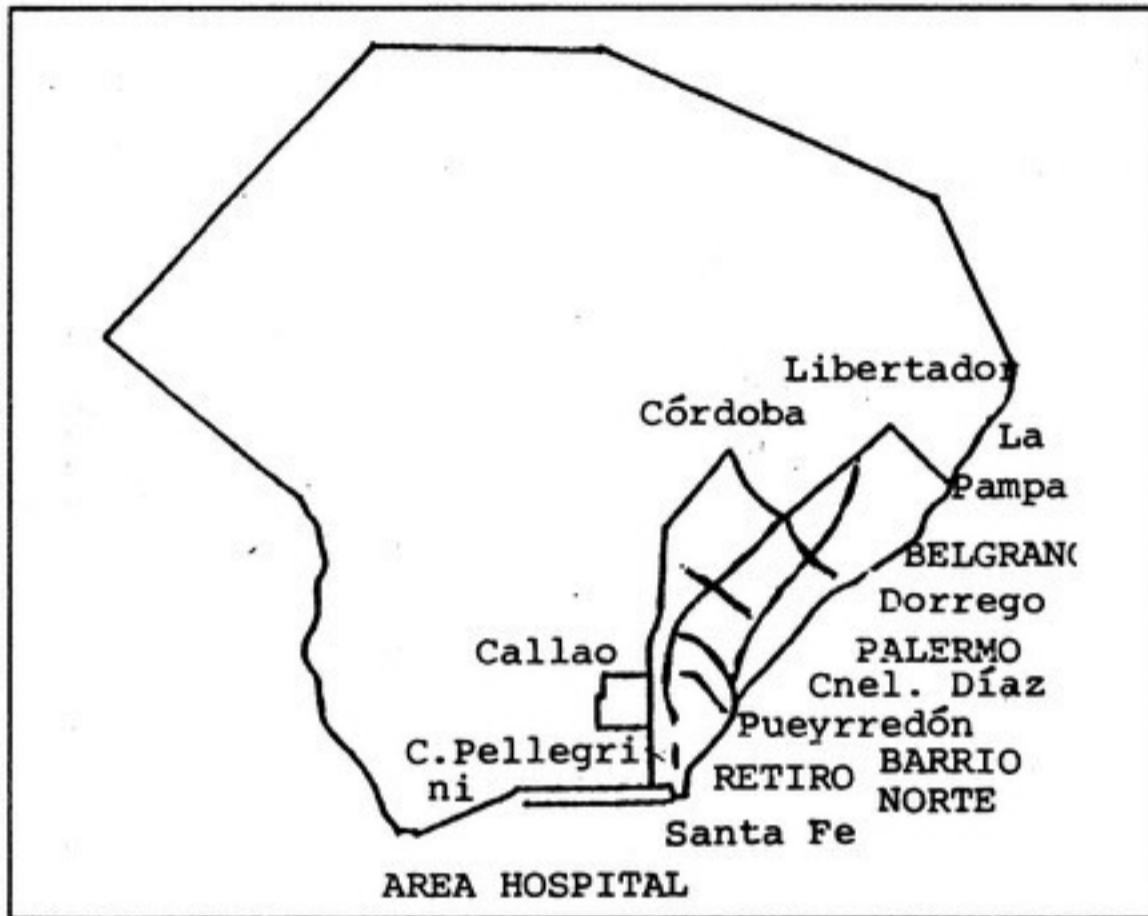 Libertador
Córdoba
La
Pampa
BELGRANO
Dorrego
Callao
PALERMO
Cnel. Díaz
Pueyrredón
C.Pellegri
ni
RETIRO
BARRIO
NORTE
Santa Fe
AREA HOSPITAL